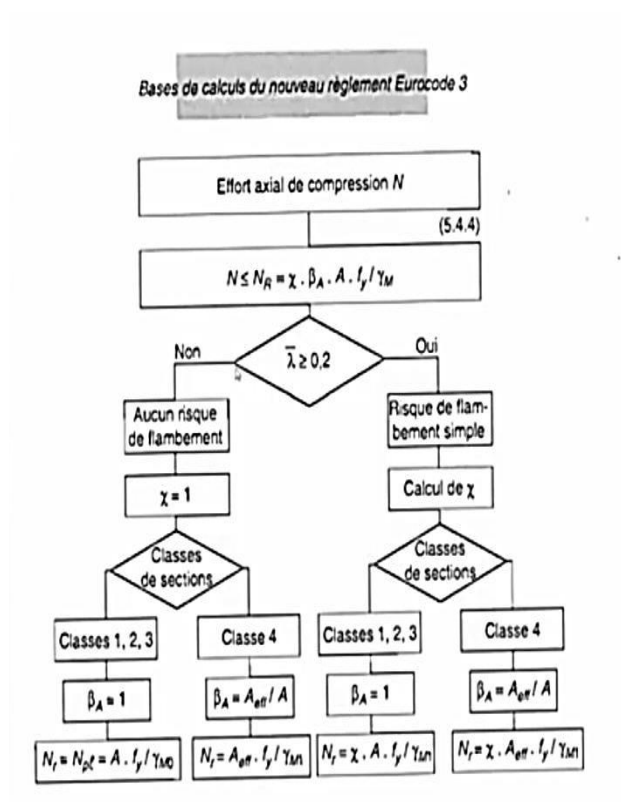 Bases de calculs du nouveau règlement Eurocode 3
Effort axial de compression N
(5.4.4)
N ≤ N_R = χ . β_A . A . f_y / γ_M
Non
λ̅ ≥ 0,2
Oui
Aucun risque
de flambement
Risque de flam-
bement simple
χ = 1
Calcul de χ
Classes
de sections
Classes
de sections
Classes 1, 2, 3
Classe 4
Classes 1, 2, 3
Classe 4
β_A = 1
β_A = A_eff / A
β_A = 1
β_A = A_eff / A
N_r = N_pℓ = A . f_y / γ_M0
N_r = A_eff . f_y / γ_M1
N_r = χ . A . f_y / γ_M1
N_r = χ . A_eff . f_y / γ_M1